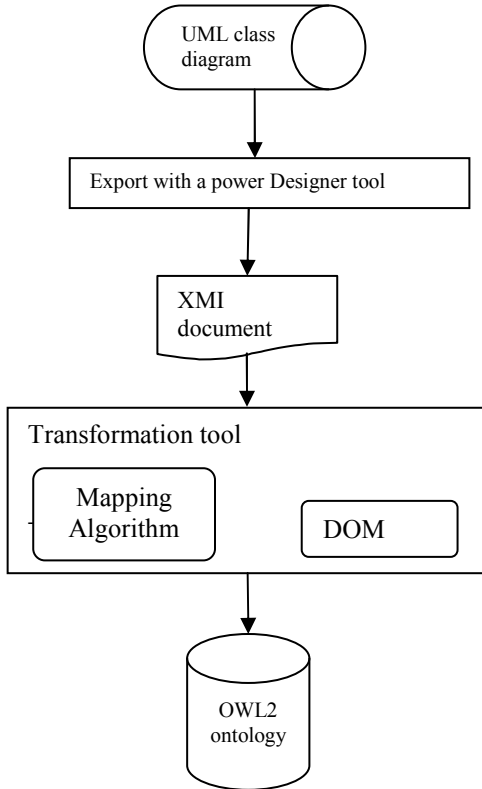 UML class
diagram
Export with a power Designer tool
XMI
document
Transformation tool
Mapping
Algorithm
DOM
OWL2
ontology